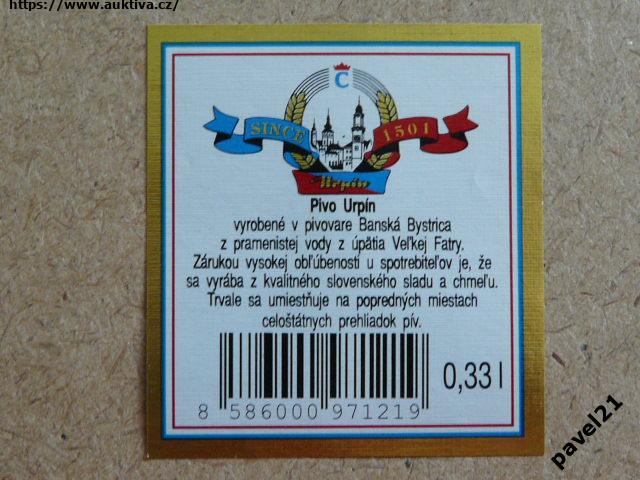 https://www.auktiva.cz/
Č
SINCE 1501
Urpín
Pivo Urpín
vyrobené v pivovare Banská Bystrica
z pramenistej vody z úpätia Veľkej Fatry.
Zárukou vysokej obľúbenosti u spotrebiteľov je, že
sa vyrába z kvalitného slovenského sladu a chmeľu.
Trvale sa umiestňuje na popredných miestach
celoštátnych prehliadok pív.
0,33 l
8 586000 971219
pavel21